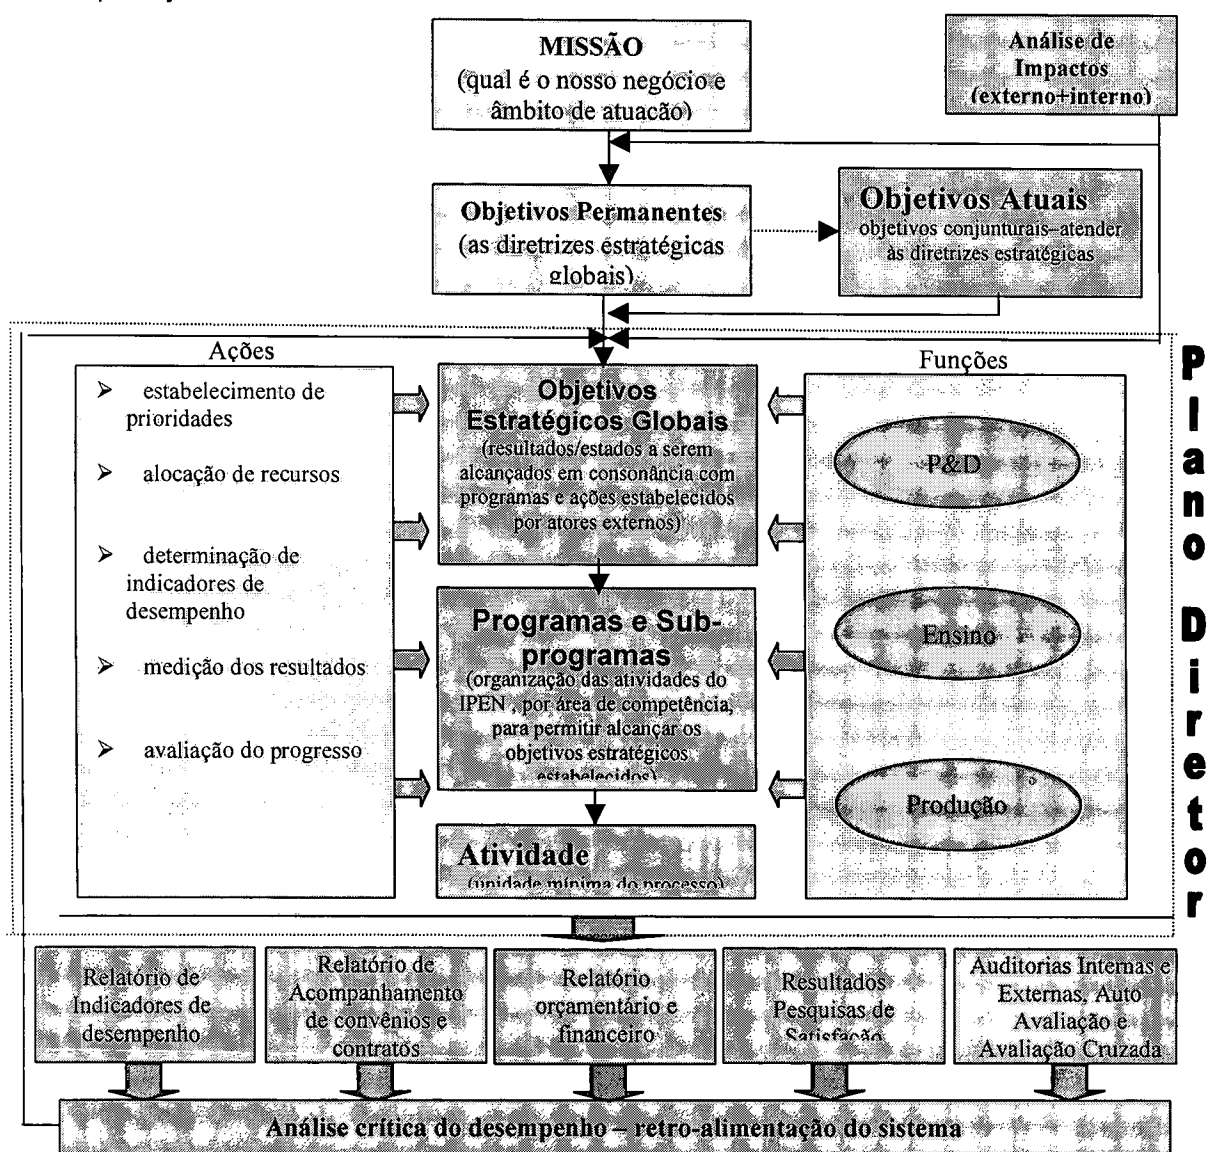 MISSÃO
(qual é o nosso negócio e
âmbito de atuação)
Análise de
Impactos
(externo+interno)
Objetivos Permanentes
(as diretrizes estratégicas
globais)
Objetivos Atuais
objetivos conjunturais–atender
às diretrizes estratégicas
Plano Diretor
Ações
➢ estabelecimento de
prioridades
➢ alocação de recursos
➢ determinação de
indicadores de
desempenho
➢ medição dos resultados
➢ avaliação do progresso
Objetivos
Estratégicos Globais
(resultados/estados a serem
alcançados em consonância com
programas e ações estabelecidos
por atores externos)
Programas e Sub-
programas
(organização das atividades do
IPEN , por área de competência,
para permitir alcançar os
objetivos estratégicos
estabelecidos)
Atividade
(unidade mínima do processo)
Funções
P&D
Ensino
Produção
Relatório de
Indicadores de
desempenho
Relatório de
Acompanhamento
de convênios e
contratos
Relatório
orçamentário e
financeiro
Resultados
Pesquisas de
Satisfação
Auditorias Internas e
Externas, Auto
Avaliação e
Avaliação Cruzada
Análise crítica do desempenho – retro-alimentação do sistema